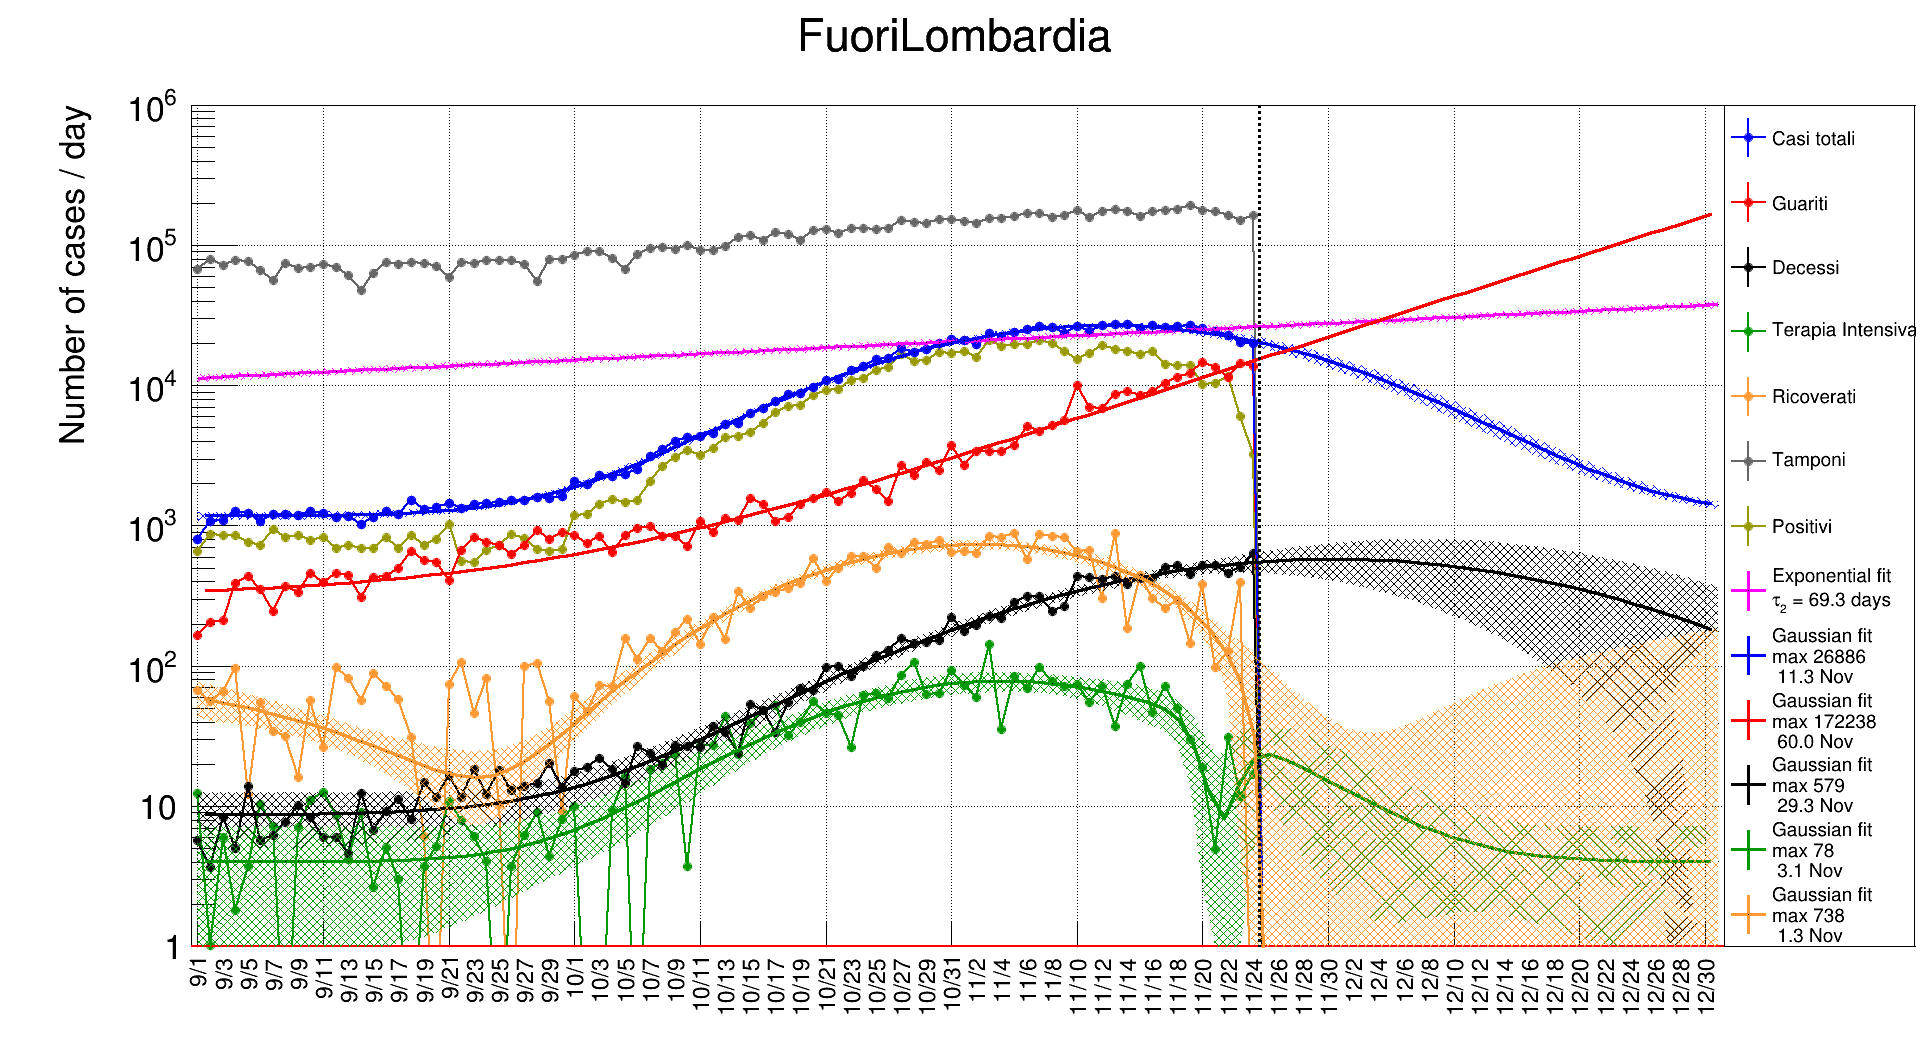 FuoriLombardia
Number of cases / day
10^6
10^5
10^4
10^3
10^2
10
1
9/1
9/3
9/5
9/7
9/9
9/11
9/13
9/15
9/17
9/19
9/21
9/23
9/25
9/27
9/29
10/1
10/3
10/5
10/7
10/9
10/11
10/13
10/15
10/17
10/19
10/21
10/23
10/25
10/27
10/29
10/31
11/2
11/4
11/6
11/8
11/10
11/12
11/14
11/16
11/18
11/20
11/22
11/24
11/26
11/28
11/30
12/2
12/4
12/6
12/8
12/10
12/12
12/14
12/16
12/18
12/20
12/22
12/24
12/26
12/28
12/30
Casi totali
Guariti
Decessi
Terapia Intensiva
Ricoverati
Tamponi
Positivi
Exponential fit
τ₂ = 69.3 days
Gaussian fit
max 26886
11.3 Nov
Gaussian fit
max 172238
60.0 Nov
Gaussian fit
max 579
29.3 Nov
Gaussian fit
max 78
3.1 Nov
Gaussian fit
max 738
1.3 Nov